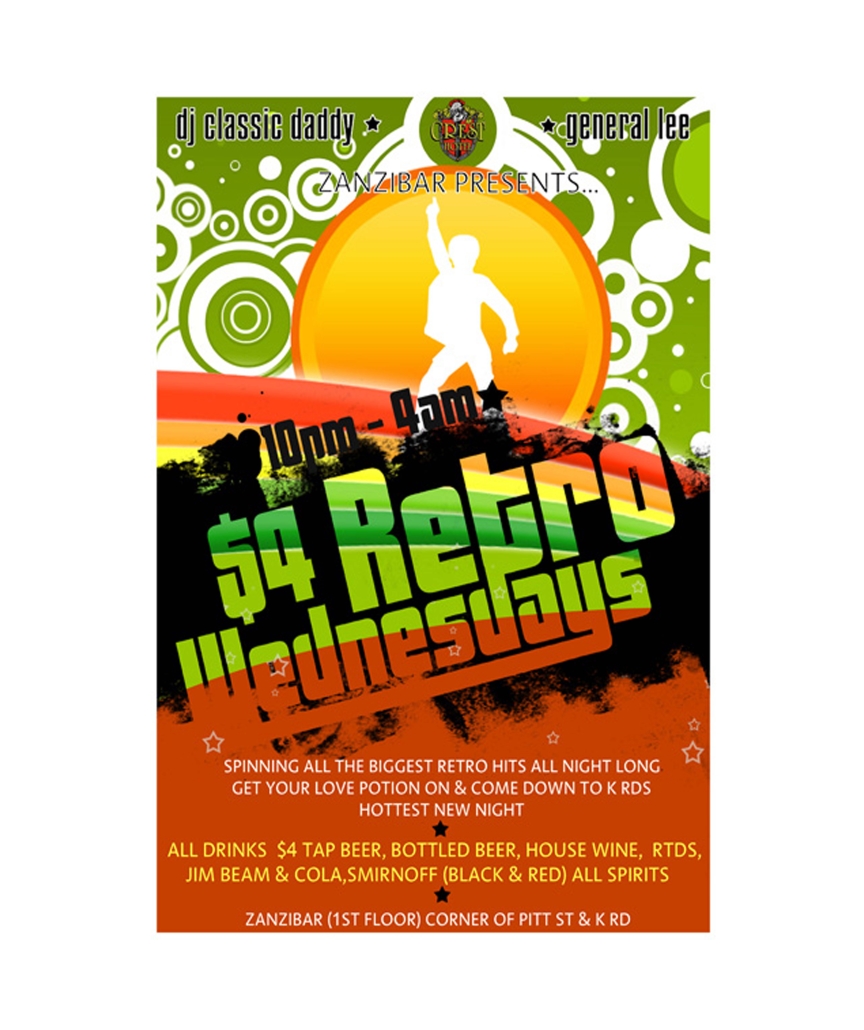 dj classic daddy ★ CREST HOTEL ★ general lee
ZANZIBAR PRESENTS...
10pm - 4am ★
$4 Retro
Wednesdays
SPINNING ALL THE BIGGEST RETRO HITS ALL NIGHT LONG
GET YOUR LOVE POTION ON & COME DOWN TO K RDS
HOTTEST NEW NIGHT
ALL DRINKS $4 TAP BEER, BOTTLED BEER, HOUSE WINE, RTDS,
JIM BEAM & COLA,SMIRNOFF (BLACK & RED) ALL SPIRITS
ZANZIBAR (1ST FLOOR) CORNER OF PITT ST & K RD